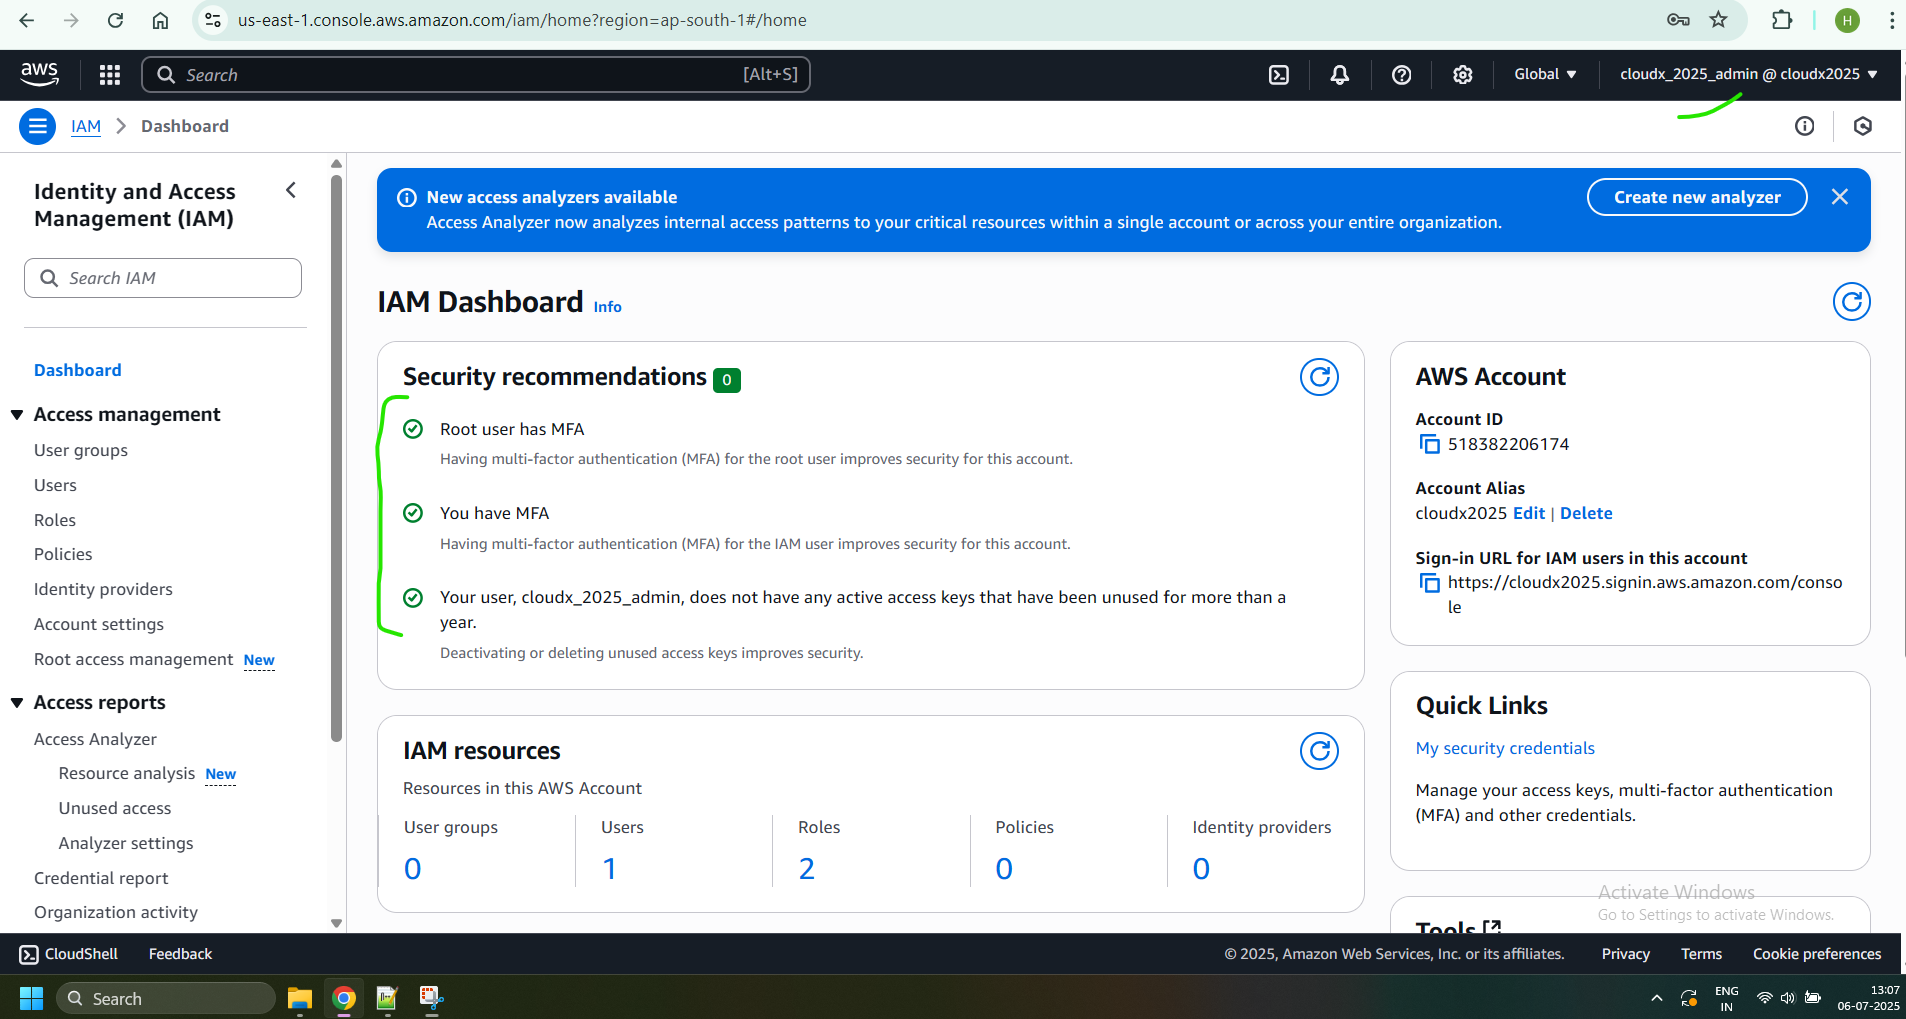 us-east-1.console.aws.amazon.com/iam/home?region=ap-south-1#/home
H
aws
Search
[Alt+S]
Global
cloudx_2025_admin @ cloudx2025
IAM
Dashboard
Identity and Access
Management (IAM)
Search IAM
Dashboard
Access management
User groups
Users
Roles
Policies
Identity providers
Account settings
Root access management New
Access reports
Access Analyzer
Resource analysis New
Unused access
Analyzer settings
Credential report
Organization activity
New access analyzers available
Access Analyzer now analyzes internal access patterns to your critical resources within a single account or across your entire organization.
Create new analyzer
IAM Dashboard Info
Security recommendations 0
Root user has MFA
Having multi-factor authentication (MFA) for the root user improves security for this account.
You have MFA
Having multi-factor authentication (MFA) for the IAM user improves security for this account.
Your user, cloudx_2025_admin, does not have any active access keys that have been unused for more than a
year.
Deactivating or deleting unused access keys improves security.
IAM resources
Resources in this AWS Account
User groups
0
Users
1
Roles
2
Policies
0
Identity providers
0
AWS Account
Account ID
518382206174
Account Alias
cloudx2025 Edit | Delete
Sign-in URL for IAM users in this account
https://cloudx2025.signin.aws.amazon.com/conso
le
Quick Links
My security credentials
Manage your access keys, multi-factor authentication
(MFA) and other credentials.
Tools
Activate Windows
Go to Settings to activate Windows.
CloudShell
Feedback
© 2025, Amazon Web Services, Inc. or its affiliates.
Privacy
Terms
Cookie preferences
Search
ENG
IN
13:07
06-07-2025